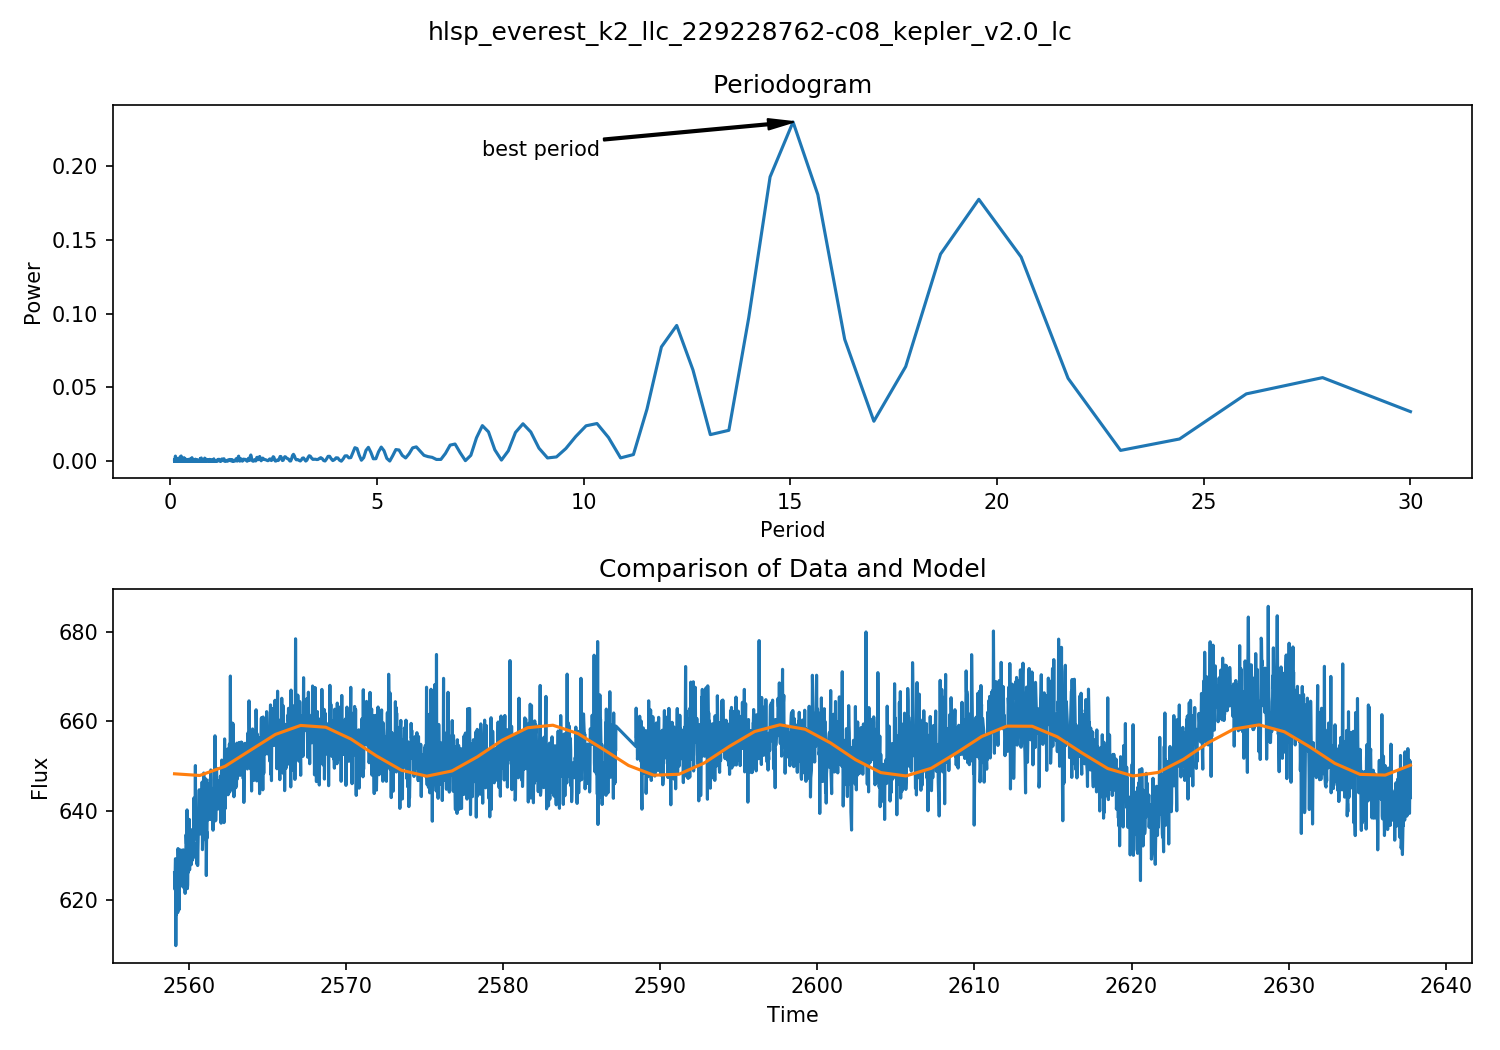 hlsp_everest_k2_llc_229228762-c08_kepler_v2.0_lc
Periodogram
best period
Power
0.20
0.15
0.10
0.05
0.00
0 5 10 15 20 25 30
Period
Comparison of Data and Model
Flux
680
660
640
620
2560 2570 2580 2590 2600 2610 2620 2630 2640
Time